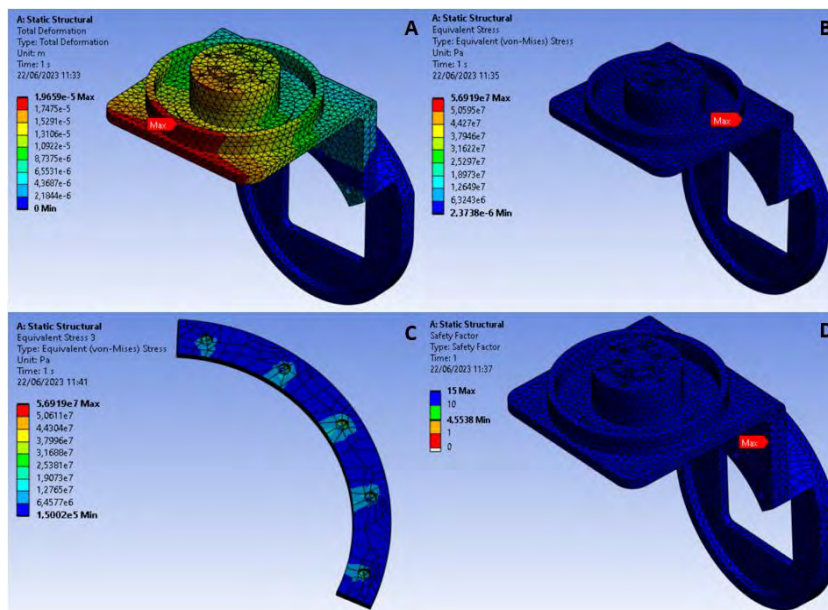 A: Static Structural
Total Deformation
Type: Total Deformation
Unit: m
Time: 1 s
22/06/2023 11:33
1,9659e-5 Max
1,7475e-5
1,5291e-5
1,3106e-5
1,0922e-5
8,7375e-6
6,5531e-6
4,3687e-6
2,1844e-6
0 Min
Max
A
A: Static Structural
Equivalent Stress
Type: Equivalent (von-Mises) Stress
Unit: Pa
Time: 1 s
22/06/2023 11:35
5,6919e7 Max
5,0595e7
4,427e7
3,7946e7
3,1622e7
2,5297e7
1,8973e7
1,2649e7
6,3243e6
2,3738e-6 Min
Max
B
A: Static Structural
Equivalent Stress 3
Type: Equivalent (von-Mises) Stress
Unit: Pa
Time: 1 s
22/06/2023 11:41
5,6919e7 Max
5,0611e7
4,4304e7
3,7996e7
3,1688e7
2,5381e7
1,9073e7
1,2765e7
6,4577e6
1,5002e5 Min
C
A: Static Structural
Safety Factor
Type: Safety Factor
Time: 1
22/06/2023 11:37
15 Max
10
4,5538 Min
1
0
Max
D